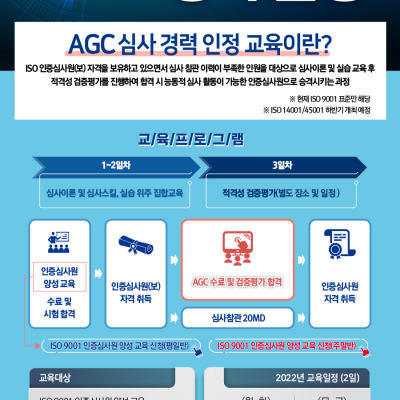 AGC 심사 경력 인정 교육이란?
ISO 인증심사원(보) 자격을 보유하고 있으면서 심사 참관 이력이 부족한 인원을 대상으로 심사이론 및 실습 교육 후
적격성 검증평가를 진행하여 합격 시 능동적 심사 활동이 가능한 인증심사원으로 승격시키는 과정
※ 현재 ISO 9001 표준만 해당
※ ISO 14001/45001 하반기 개최 예정
교/육/프/로/그/램
1~2일차
3일차
심사이론 및 심사스킬, 실습 위주 집합교육
적격성 검증평가(별도 장소 및 일정)
인증심사원
양성 교육
수료 및
시험 합격
인증심사원(보)
자격 취득
AGC 수료 및 검증평가 합격
심사참관 20MD
인증심사원
자격 취득
ISO 9001 인증심사원 양성 교육 신청(평일반)
ISO 9001 인증심사원 양성 교육 신청(주말반)
교육대상
2022년 교육일정 (2일)